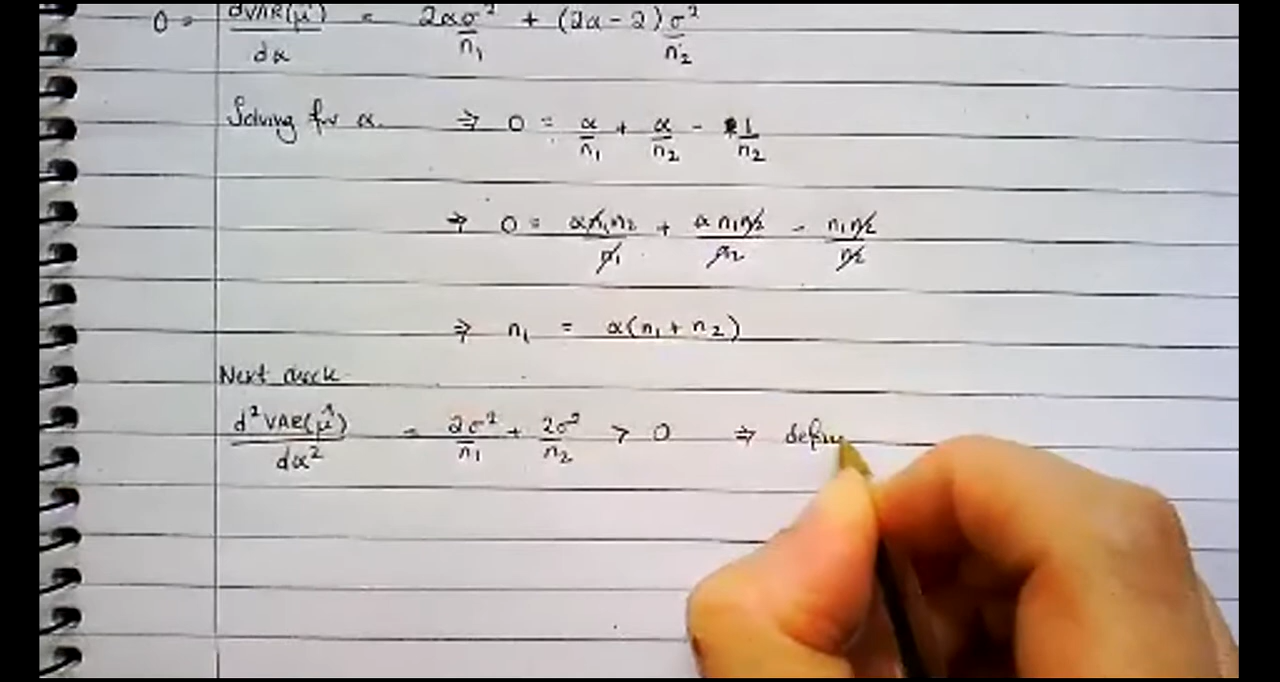 0 = dVAR(μ̂)/dα = 2ασ²/n₁ + (2α - 2)σ²/n₂
Solving for α. ⇒ 0 = α/n₁ + α/n₂ - 1/n₂
⇒ 0 = αn₁n₂/n₁ + αn₁n₂/n₂ - n₁n₂/n₂
⇒ n₁ = α(n₁ + n₂)
Next check
d²VAR(μ̂)/dα² = 2σ²/n₁ + 2σ²/n₂ > 0 ⇒ defin